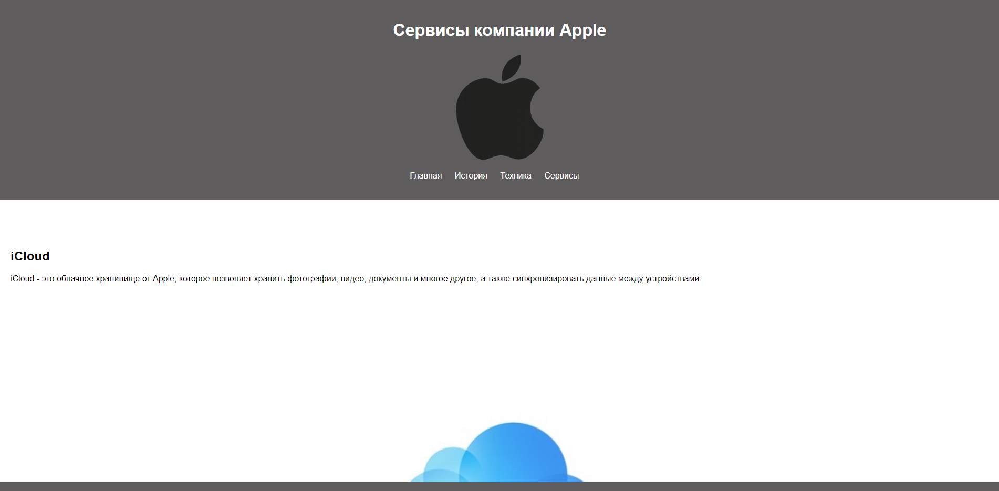 Сервисы компании Apple
Главная История Техника Сервисы
iCloud
iCloud - это облачное хранилище от Apple, которое позволяет хранить фотографии, видео, документы и многое другое, а также синхронизировать данные между устройствами.